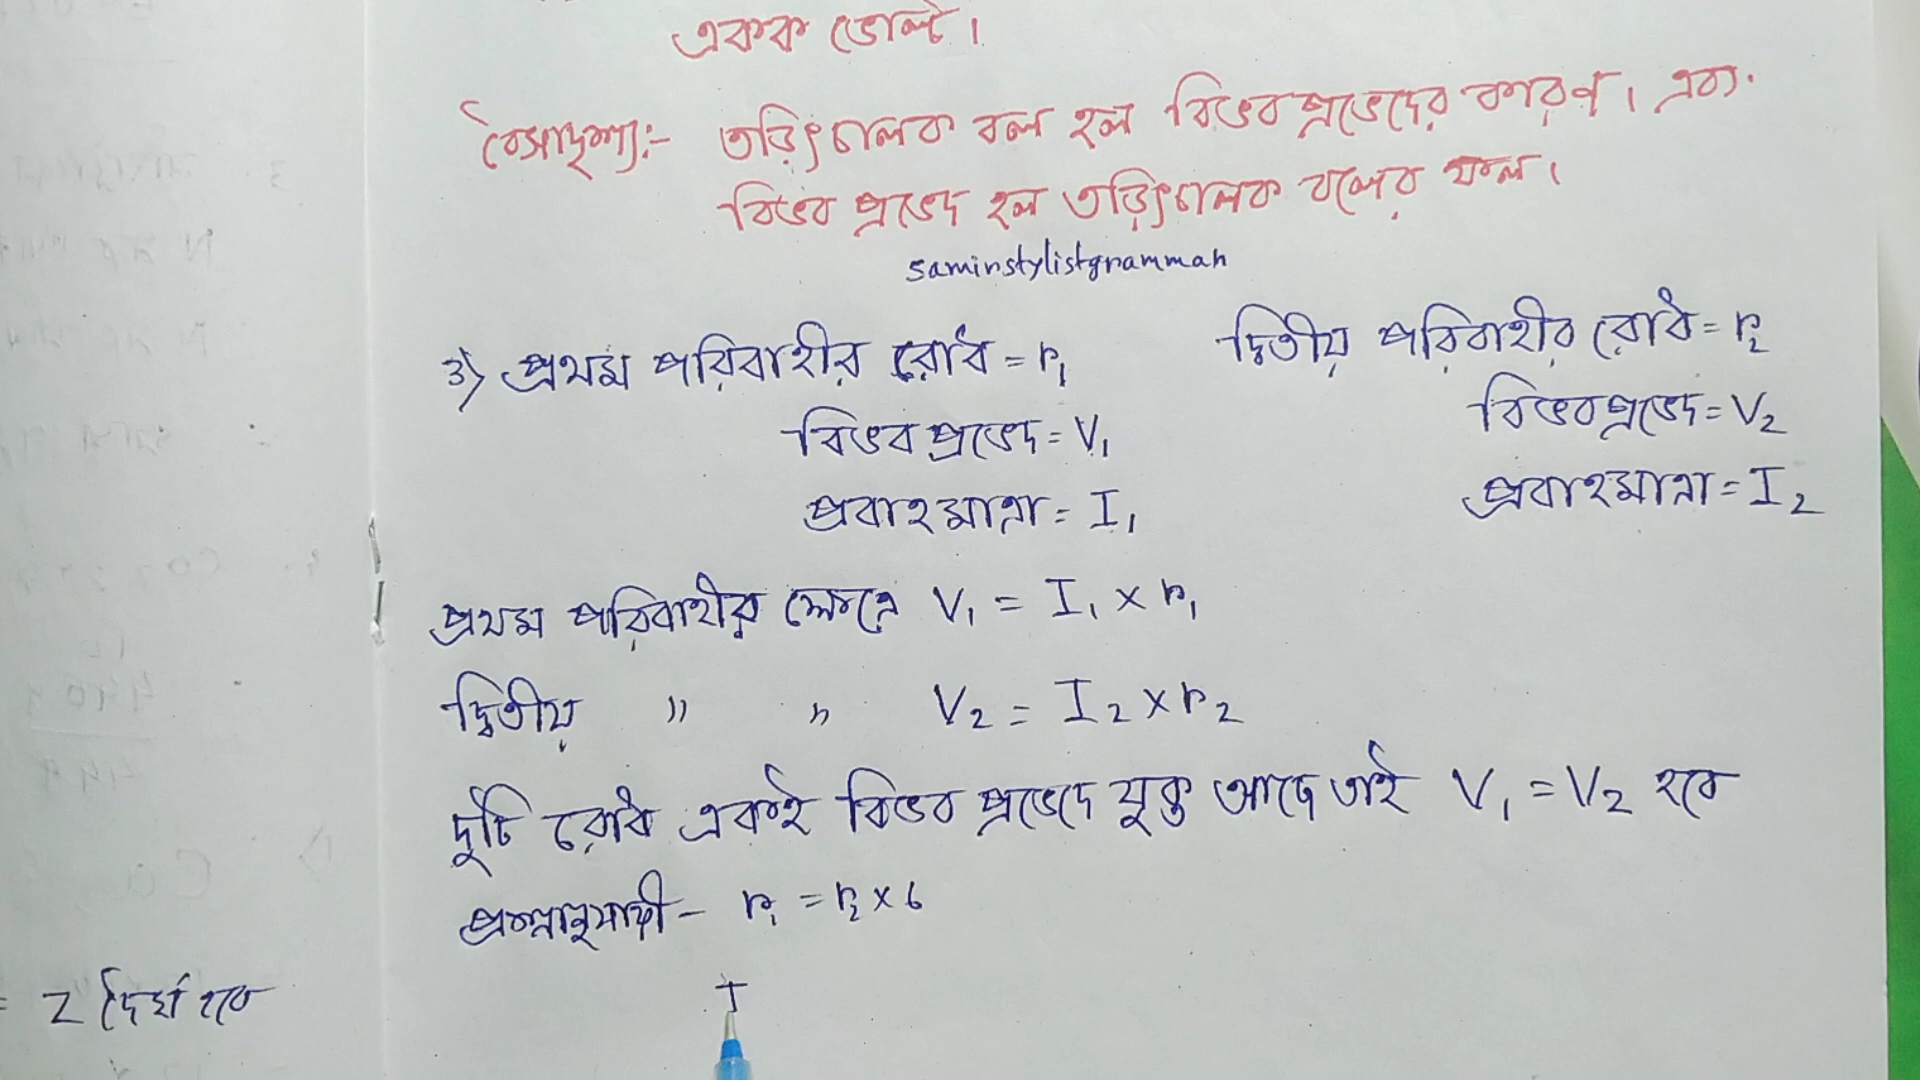 একক ভোল্ট।
বৈসাদৃশ্য:- তড়িৎচালক বল হল বিভবপ্রভেদের কারণ। এবং
বিভব প্রভেদ হল তড়িৎচালক বলের ফল।
saminstylistgrammar
3) প্রথম পরিবাহীর রোধ = r₁ দ্বিতীয় পরিবাহীর রোধ = r₂
বিভব প্রভেদ = V₁ বিভবপ্রভেদ = V₂
প্রবাহমাত্রা = I₁ প্রবাহমাত্রা = I₂
প্রথম পরিবাহীর ক্ষেত্রে V₁ = I₁ × r₁
দ্বিতীয় " " V₂ = I₂ × r₂
দুটি রোধ একই বিভব প্রভেদে যুক্ত আছে তাই V₁ = V₂ হবে
প্রশ্নানুযায়ী - r₁ = r₂ × 6
= 2 দৈর্ঘ্য হবে
I